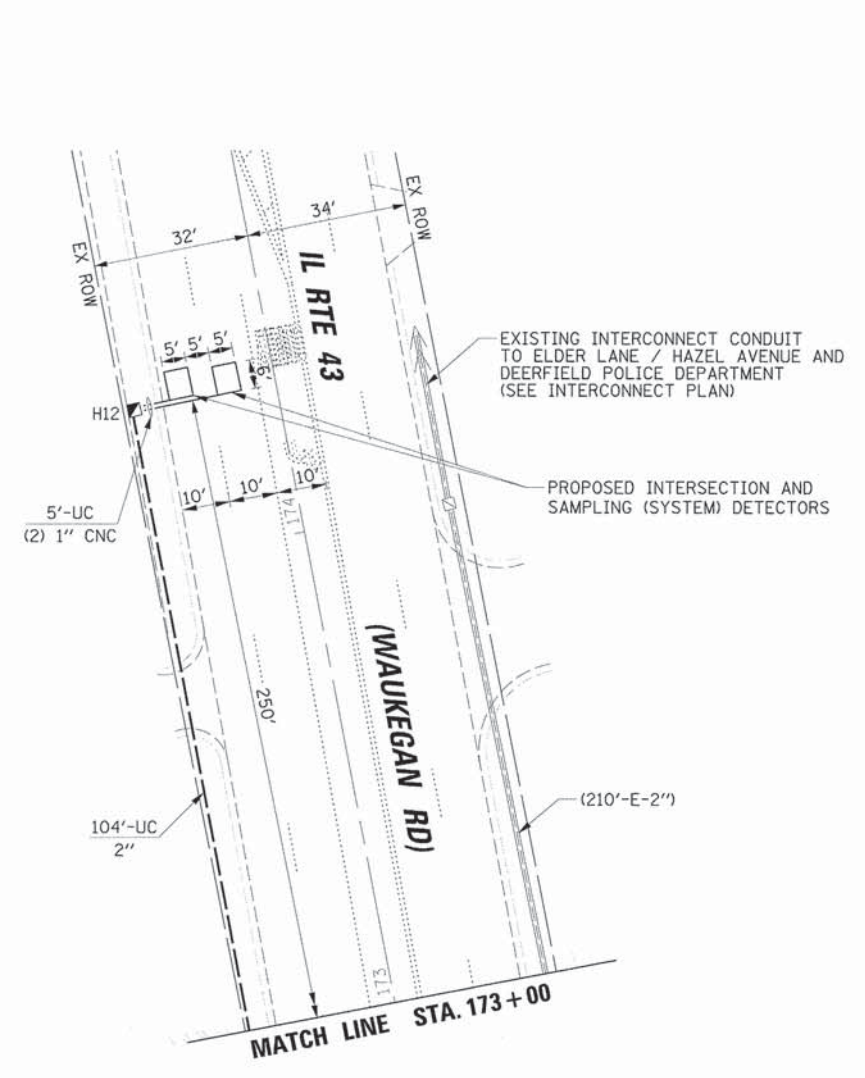 34'
EX ROW
32'
EX ROW
IL RTE 43
5'
5'
5'
6'
EXISTING INTERCONNECT CONDUIT
TO ELDER LANE / HAZEL AVENUE AND
DEERFIELD POLICE DEPARTMENT
(SEE INTERCONNECT PLAN)
H12
10'
10'
10'
174
PROPOSED INTERSECTION AND
SAMPLING (SYSTEM) DETECTORS
5'-UC
(2) 1" CNC
(WAUKEGAN RD)
250'
(210'-E-2")
104'-UC
2"
173
MATCH LINE STA. 173+00